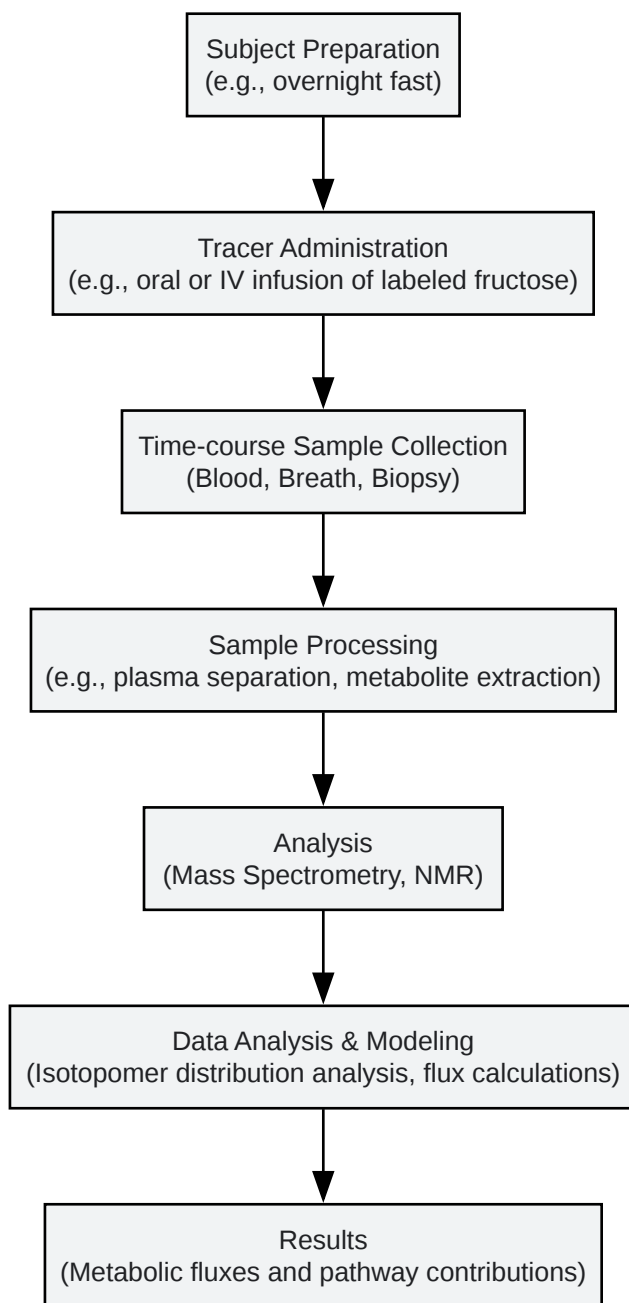 Subject Preparation
(e.g., overnight fast)
Tracer Administration
(e.g., oral or IV infusion of labeled fructose)
Time-course Sample Collection
(Blood, Breath, Biopsy)
Sample Processing
(e.g., plasma separation, metabolite extraction)
Analysis
(Mass Spectrometry, NMR)
Data Analysis & Modeling
(Isotopomer distribution analysis, flux calculations)
Results
(Metabolic fluxes and pathway contributions)